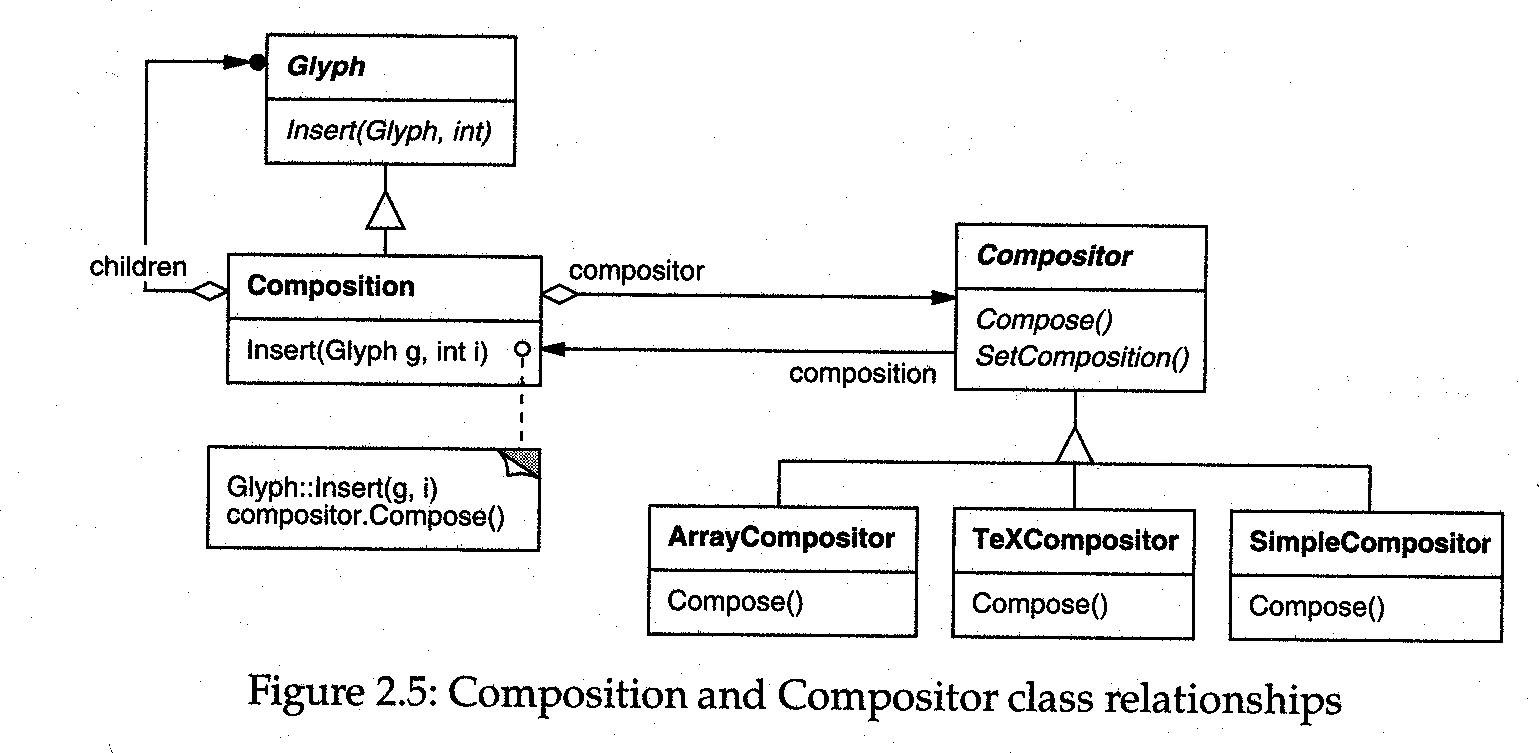 Glyph
Insert(Glyph, int)
children
Composition
compositor
Insert(Glyph g, int i)
composition
Compositor
Compose()
SetComposition()
Glyph::Insert(g, i)
compositor.Compose()
ArrayCompositor
Compose()
TeXCompositor
Compose()
SimpleCompositor
Compose()
Figure 2.5: Composition and Compositor class relationships